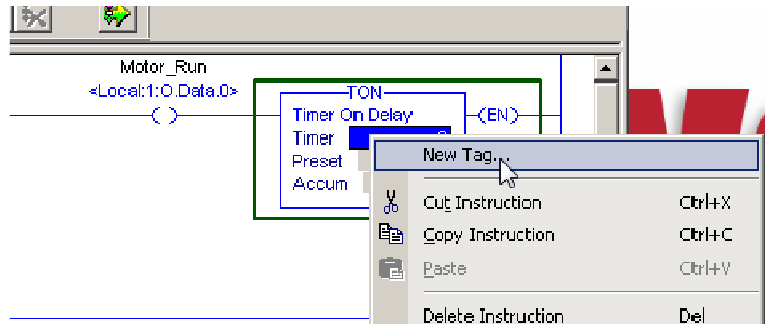 Motor_Run
<Local:1:O.Data.0>
TON
Timer On Delay
EN
Timer ?
Preset
Accum
New Tag...
Cut Instruction Ctrl+X
Copy Instruction Ctrl+C
Paste Ctrl+V
Delete Instruction Del